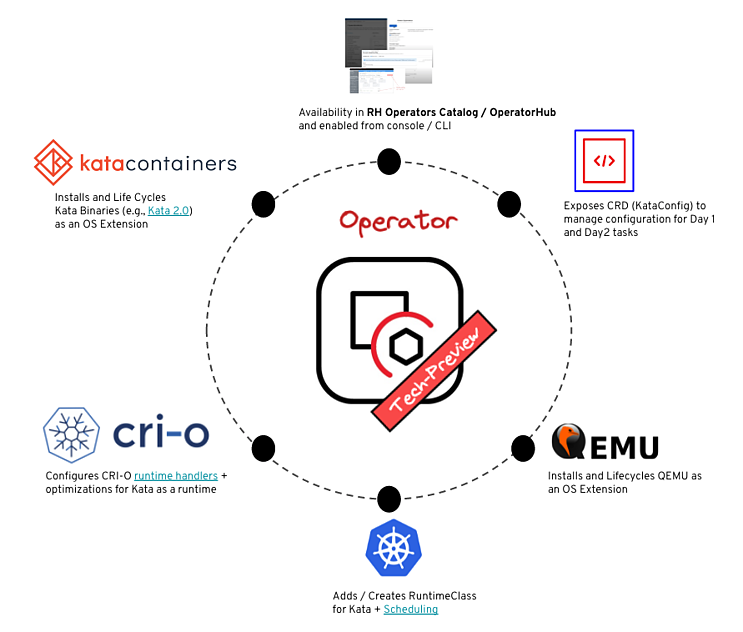 Availability in RH Operators Catalog / OperatorHub
and enabled from console / CLI
katacontainers
Installs and Life Cycles
Kata Binaries (e.g., Kata 2.0)
as an OS Extension
</>
Exposes CRD (KataConfig) to
manage configuration for Day 1
and Day2 tasks
Operator
Tech-Preview
cri-o
Configures CRI-O runtime handlers +
optimizations for Kata as a runtime
QEMU
Installs and Lifecycles QEMU as
an OS Extension
Adds / Creates RuntimeClass
for Kata + Scheduling